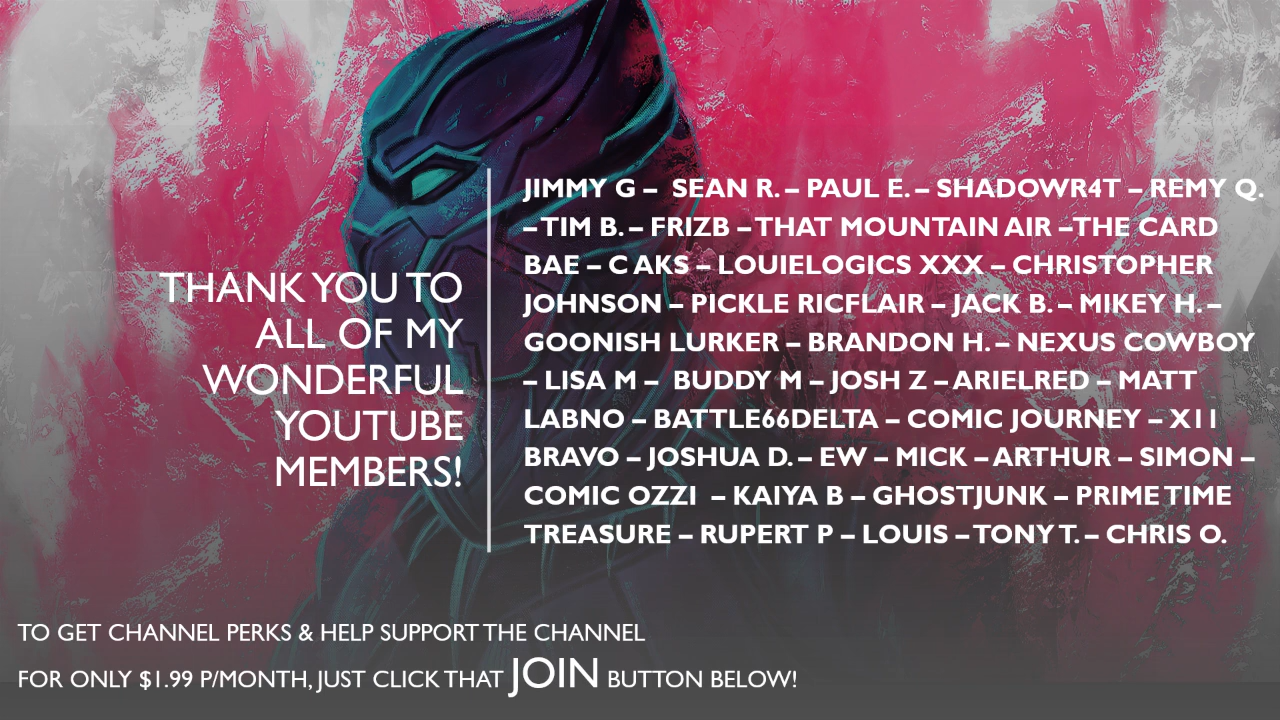 THANK YOU TO
ALL OF MY
WONDERFUL
YOUTUBE
MEMBERS!
JIMMY G – SEAN R. – PAUL E. – SHADOWR4T – REMY Q.
– TIM B. – FRIZB – THAT MOUNTAIN AIR –THE CARD
BAE – C AKS – LOUIELOGICS XXX – CHRISTOPHER
JOHNSON – PICKLE RICFLAIR – JACK B. – MIKEY H. –
GOONISH LURKER – BRANDON H. – NEXUS COWBOY
– LISA M – BUDDY M – JOSH Z – ARIELRED – MATT
LABNO – BATTLE66DELTA – COMIC JOURNEY – X11
BRAVO – JOSHUA D. – EW – MICK – ARTHUR – SIMON –
COMIC OZZI – KAIYA B – GHOSTJUNK – PRIME TIME
TREASURE – RUPERT P – LOUIS – TONY T. – CHRIS O.
TO GET CHANNEL PERKS & HELP SUPPORT THE CHANNEL
FOR ONLY $1.99 P/MONTH, JUST CLICK THAT JOIN BUTTON BELOW!